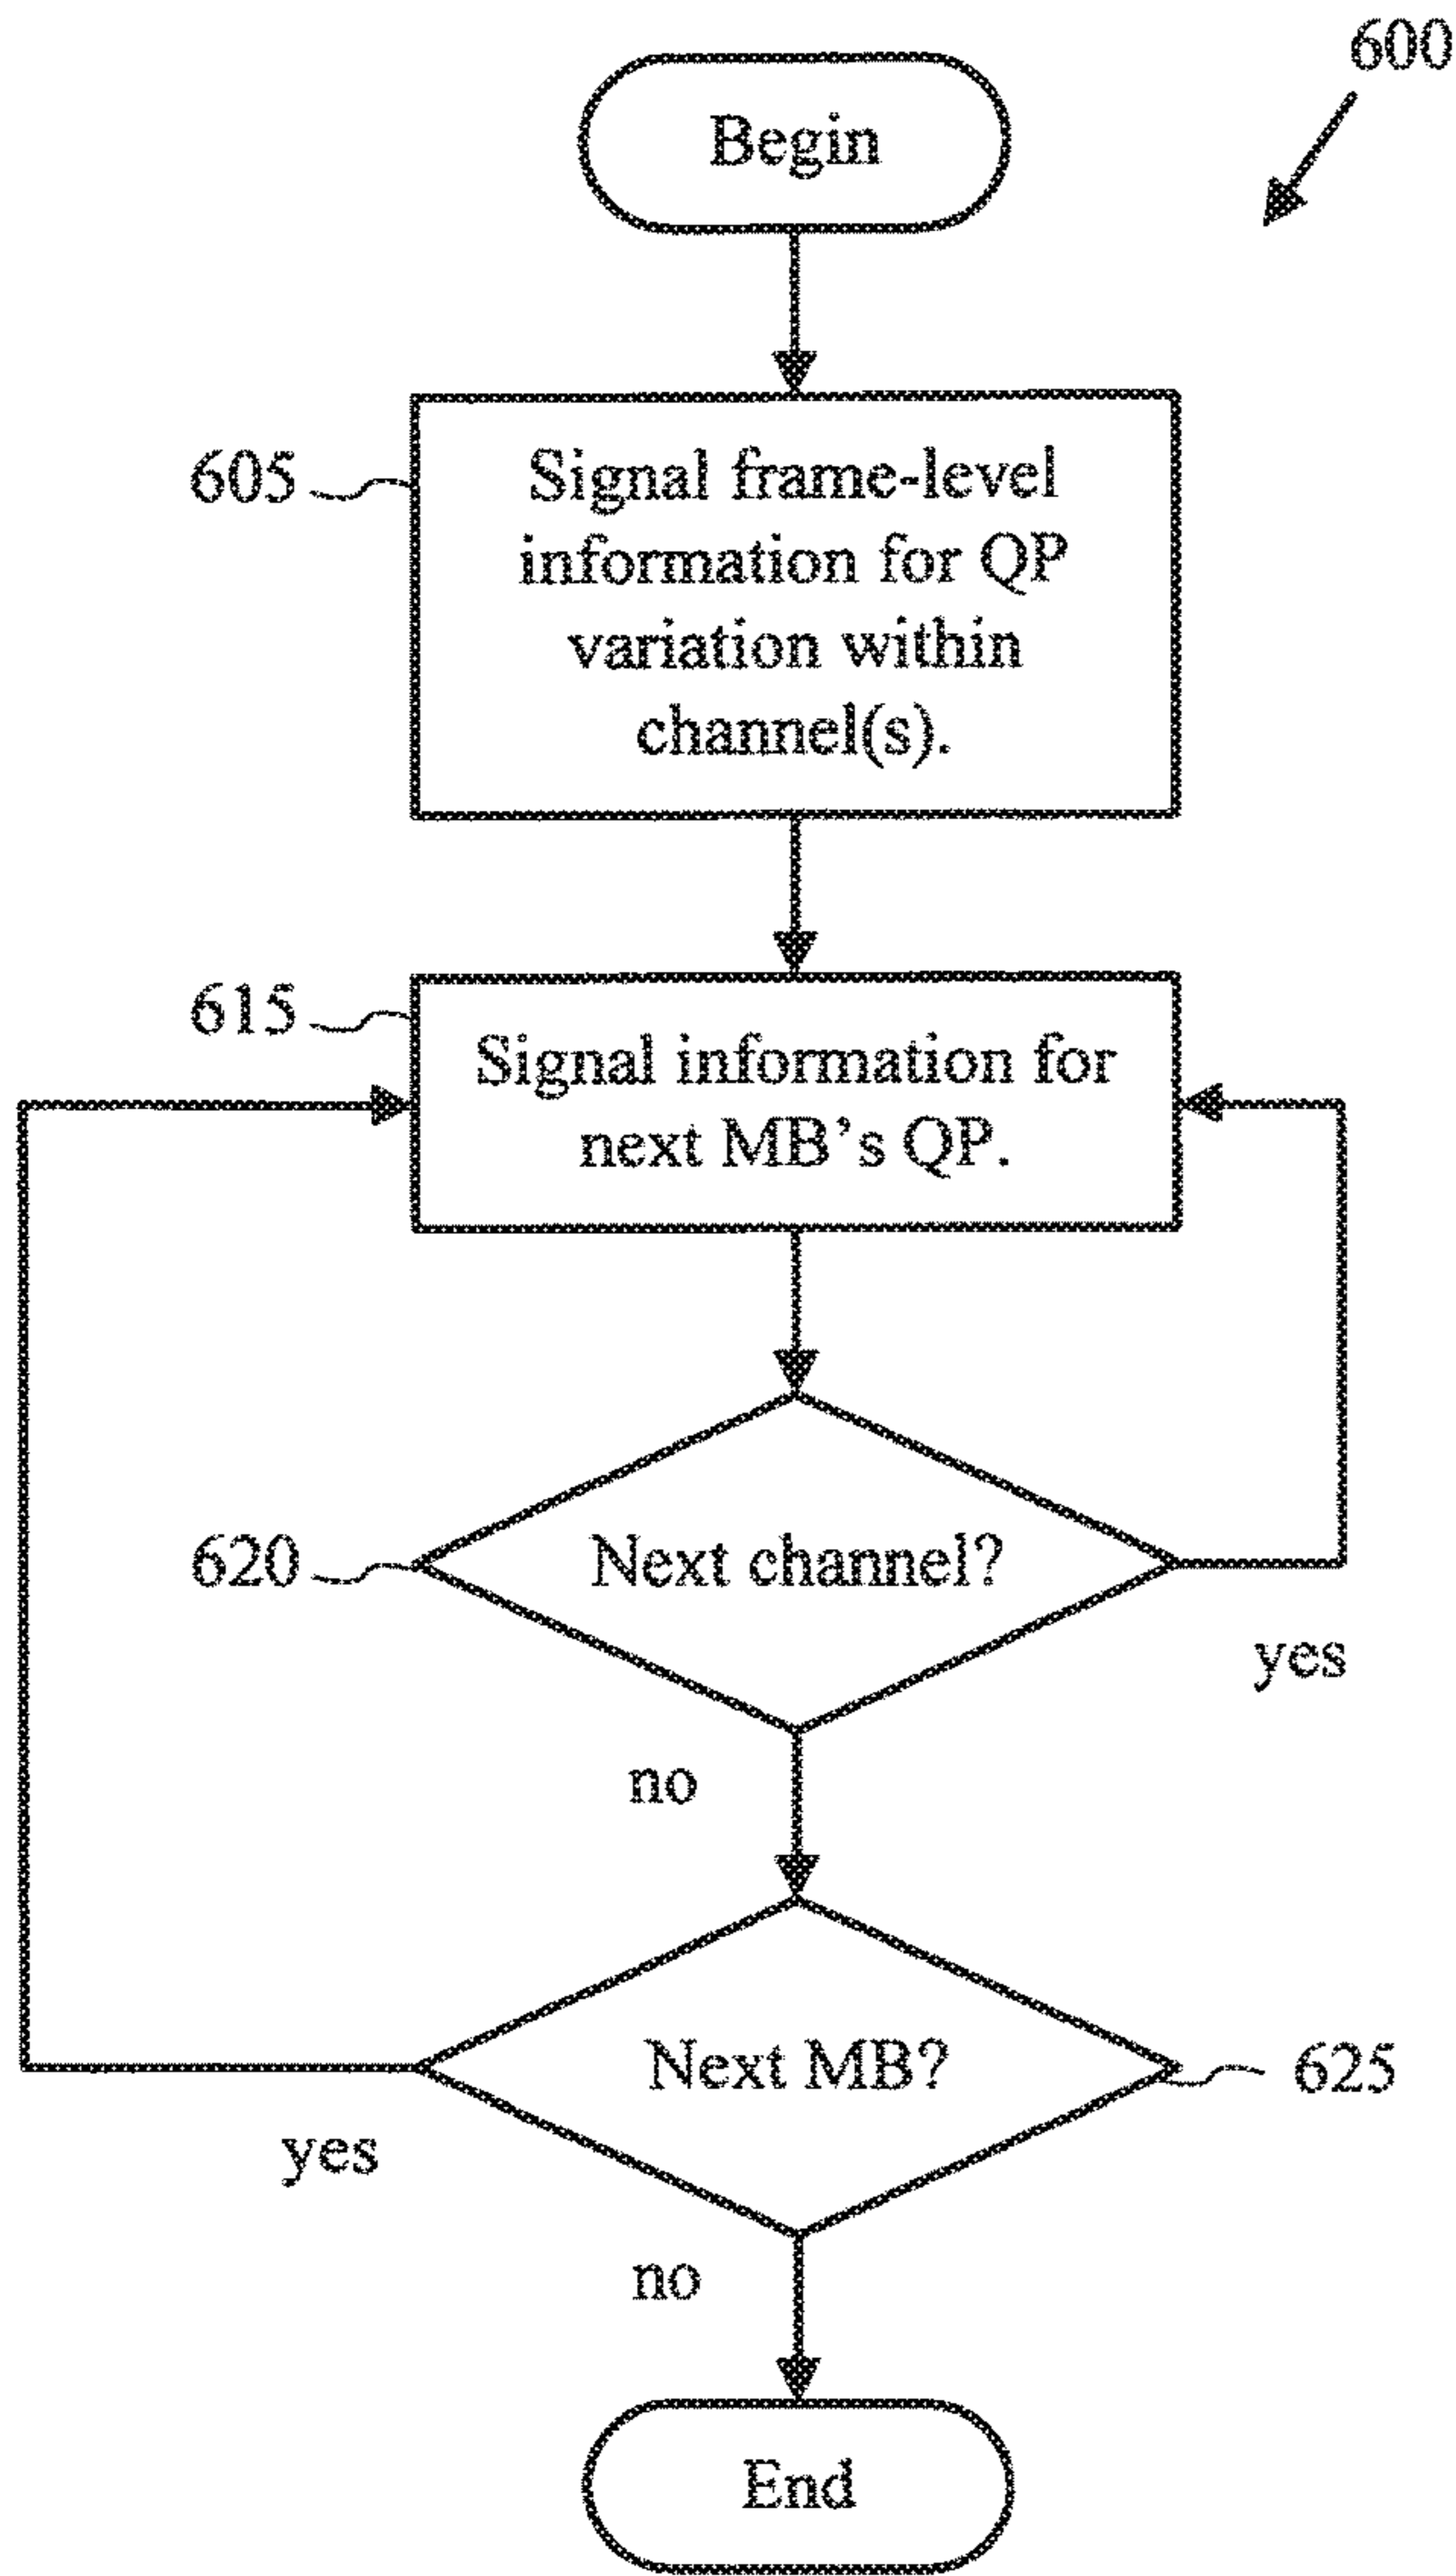 600
Begin
605
Signal frame-level
information for QP
variation within
channel(s).
615
Signal information for
next MB's QP.
620
Next channel?
yes
no
Next MB?
625
yes
no
End